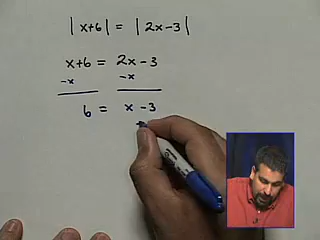 |x+6| = |2x-3|
x+6 = 2x-3
-x -x
6 = x-3